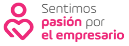 Sentimos
pasión por
el empresario